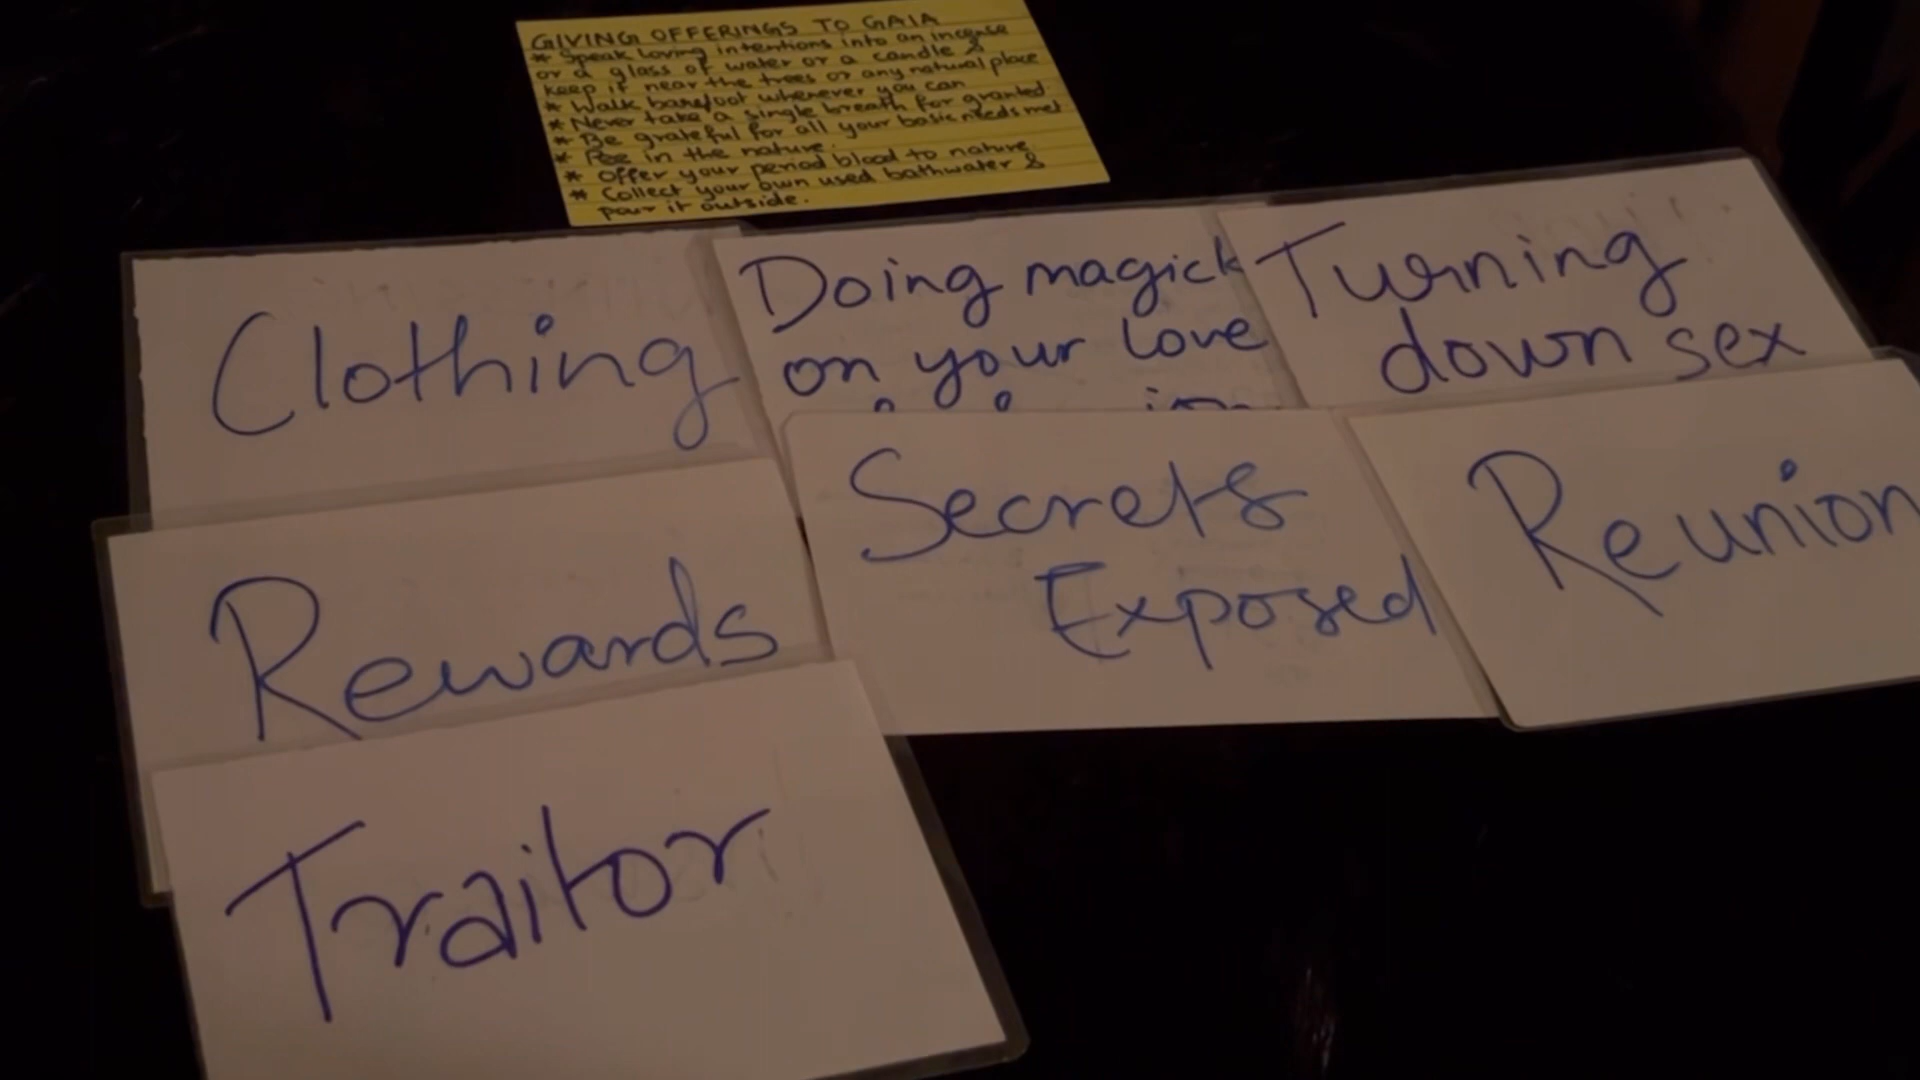 GIVING OFFERINGS TO GAIA
* Speak loving intentions into an incense
or a glass of water or a candle &
keep it near the trees or any natural place
* Walk barefoot wherever you can
* Never take a single breath for granted
* Be grateful for all your basic needs met
* Pee in the nature.
* Offer your period blood to nature
* Collect your own used bathwater &
pour it outside.
Clothing
Doing magick
on your love
Turning
down sex
Rewards
Secrets
Exposed
Reunion
Traitor